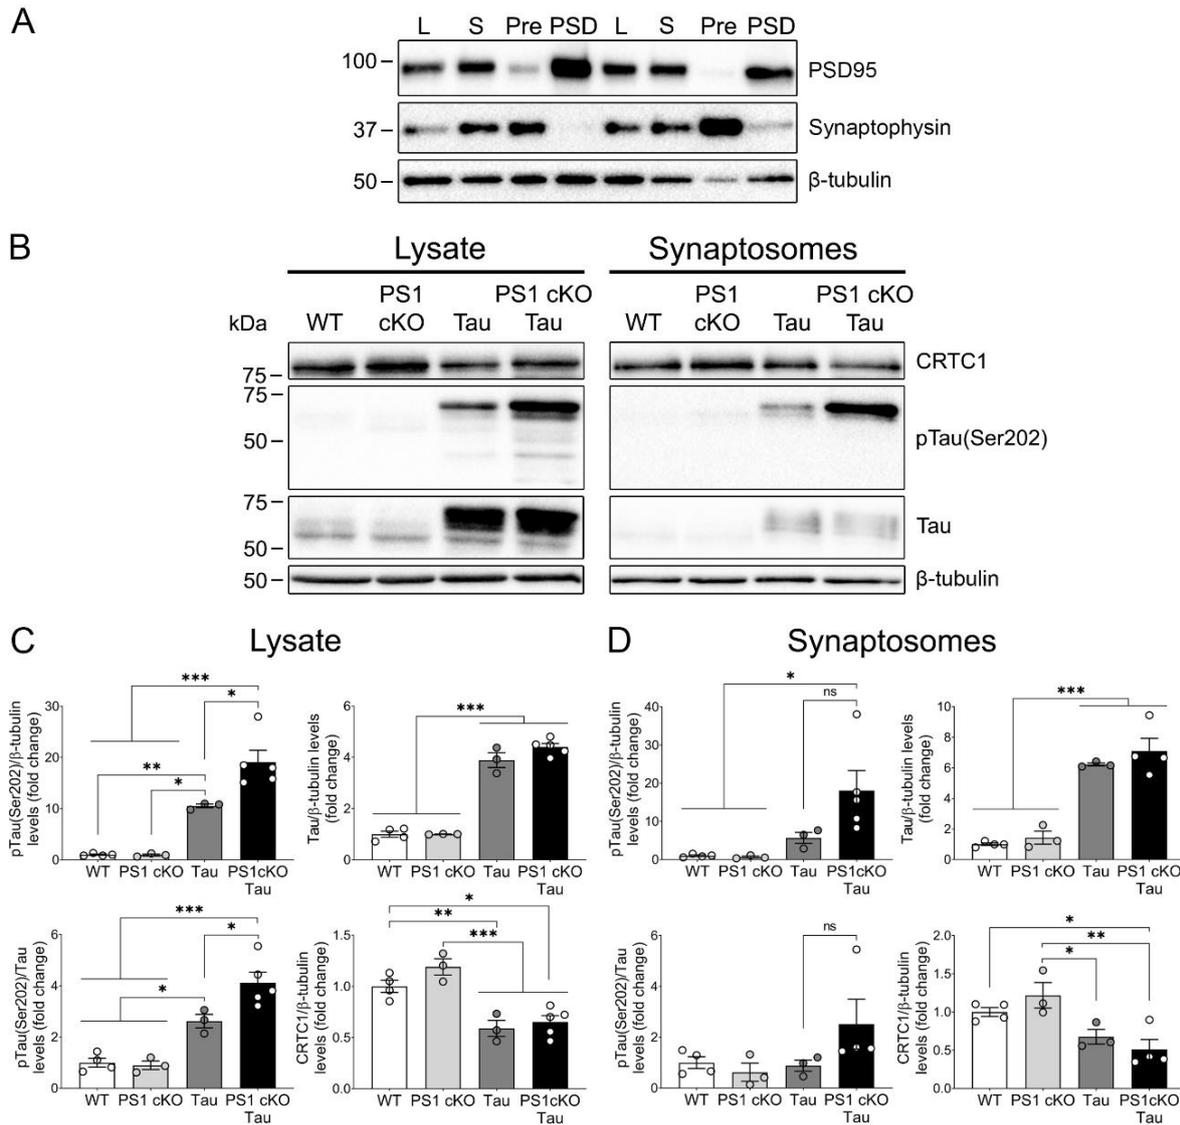 A
L S Pre PSD L S Pre PSD
100
PSD95
37
Synaptophysin
50
β-tubulin
B
Lysate
Synaptosomes
kDa
WT
PS1
cKO
Tau
PS1 cKO
Tau
WT
PS1
cKO
Tau
PS1 cKO
Tau
75
CRTC1
75
50
pTau(Ser202)
75
50
Tau
50
β-tubulin
C
Lysate
pTau(Ser202)/β-tubulin
levels (fold change)
30
20
10
0
***
*
**
*
WT PS1 cKO Tau PS1cKO
Tau
Tau/β-tubulin levels
(fold change)
6
4
2
0
***
WT PS1 cKO Tau PS1 cKO
Tau
pTau(Ser202)/Tau
levels (fold change)
6
4
2
0
***
*
*
WT PS1 cKO Tau PS1 cKO
Tau
CRTC1/β-tubulin
levels (fold change)
1.5
1.0
0.5
0.0
*
**
***
WT PS1 cKO Tau PS1cKO
Tau
D
Synaptosomes
pTau(Ser202)/β-tubulin
levels (fold change)
40
30
20
10
0
*
ns
WT PS1 cKO Tau PS1 cKO
Tau
Tau/β-tubulin levels
(fold change)
10
8
6
4
2
0
***
WT PS1 cKO Tau PS1 cKO
Tau
pTau(Ser202)/Tau
levels (fold change)
6
4
2
0
ns
WT PS1 cKO Tau PS1 cKO
Tau
CRTC1/β-tubulin
levels (fold change)
2.0
1.5
1.0
0.5
0.0
*
**
*
WT PS1 cKO Tau PS1cKO
Tau